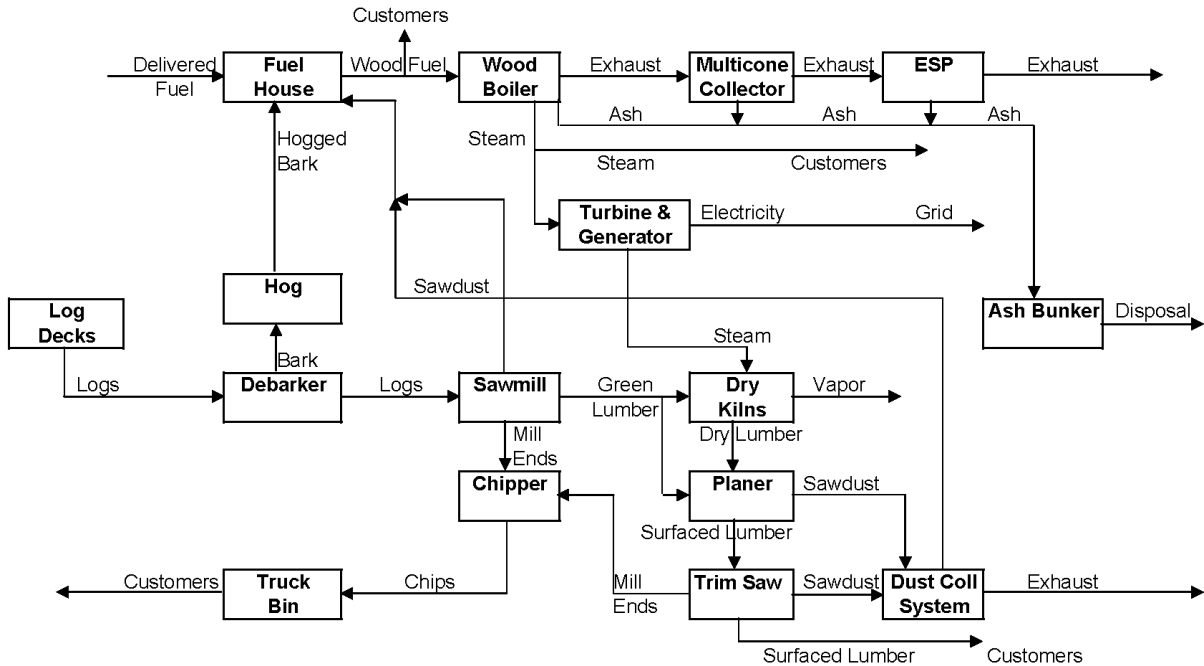 Customers
Delivered
Fuel
Fuel
House
Wood Fuel
Wood
Boiler
Exhaust
Multicone
Collector
Exhaust
ESP
Exhaust
Ash
Ash
Ash
Hogged
Bark
Steam
Steam
Customers
Turbine &
Generator
Electricity
Grid
Hog
Sawdust
Log
Decks
Ash Bunker
Disposal
Steam
Bark
Logs
Debarker
Logs
Sawmill
Green
Lumber
Dry
Kilns
Vapor
Mill
Ends
Dry Lumber
Chipper
Planer
Sawdust
Surfaced Lumber
Customers
Truck
Bin
Chips
Mill
Ends
Trim Saw
Sawdust
Dust Coll
System
Exhaust
Surfaced Lumber
Customers